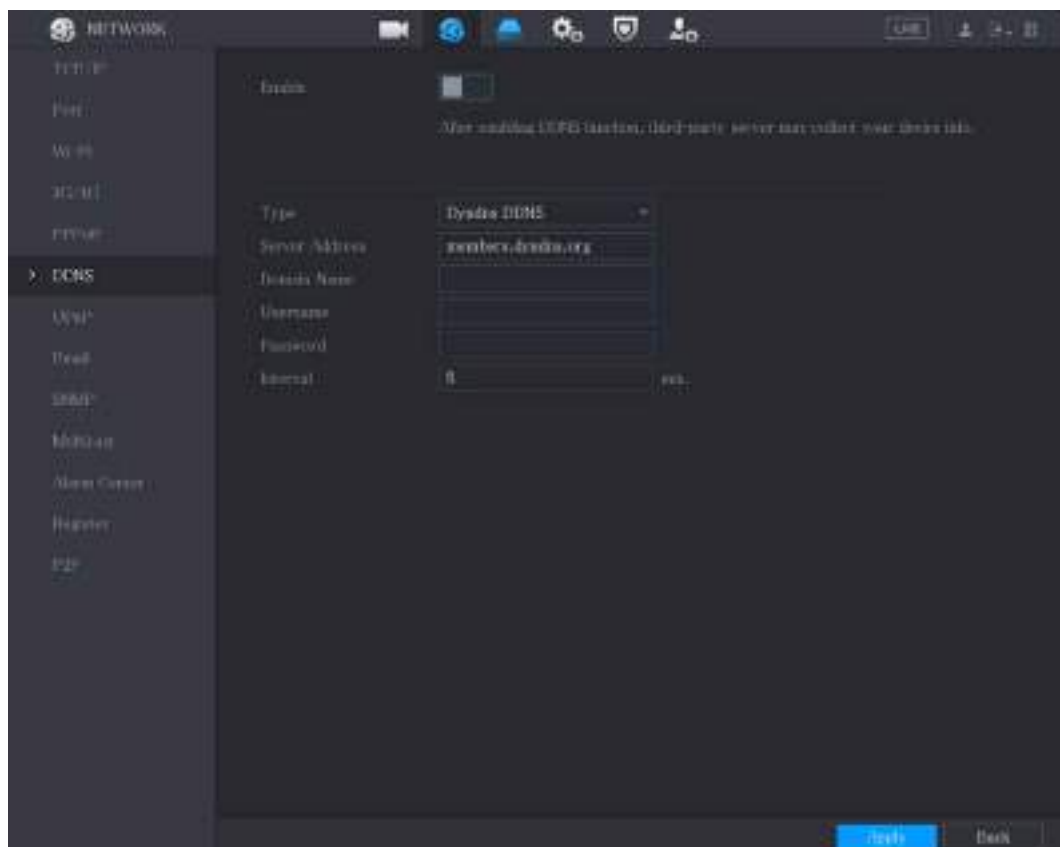 NETWORK
LIVE
TCP/IP
Port
Wi-Fi
3G/4G
PPPoE
DDNS
UPnP
Email
SNMP
Multicast
Alarm Center
Register
P2P
Enable
After enabling DDNS function, third-party server may collect your device info.
Type
Dyndns DDNS
Server Address
members.dyndns.org
Domain Name
Username
Password
Interval
min.
Apply
Back